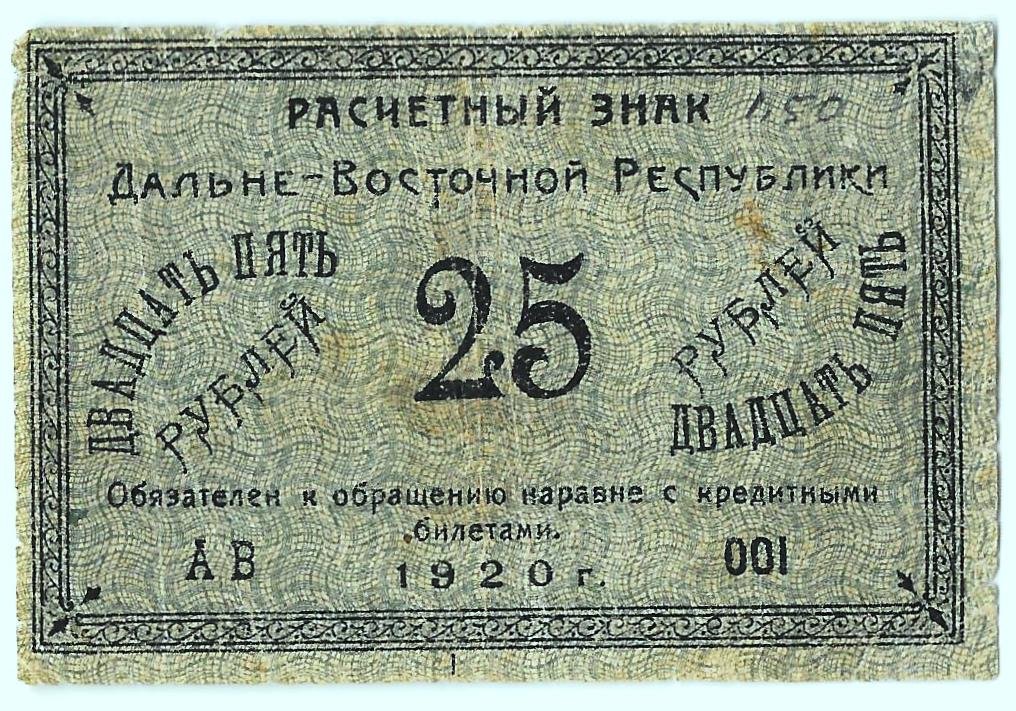 РАСЧЕТНЫЙ ЗНАК 1150
Дальне-Восточной Республики
ДВАДЦАТЬ ПЯТЬ
РУБЛЕЙ
25
РУБЛЕЙ
ДВАДЦАТЬ ПЯТЬ
Обязателен к обращению наравне с кредитными
билетами.
АВ
1920 г.
001